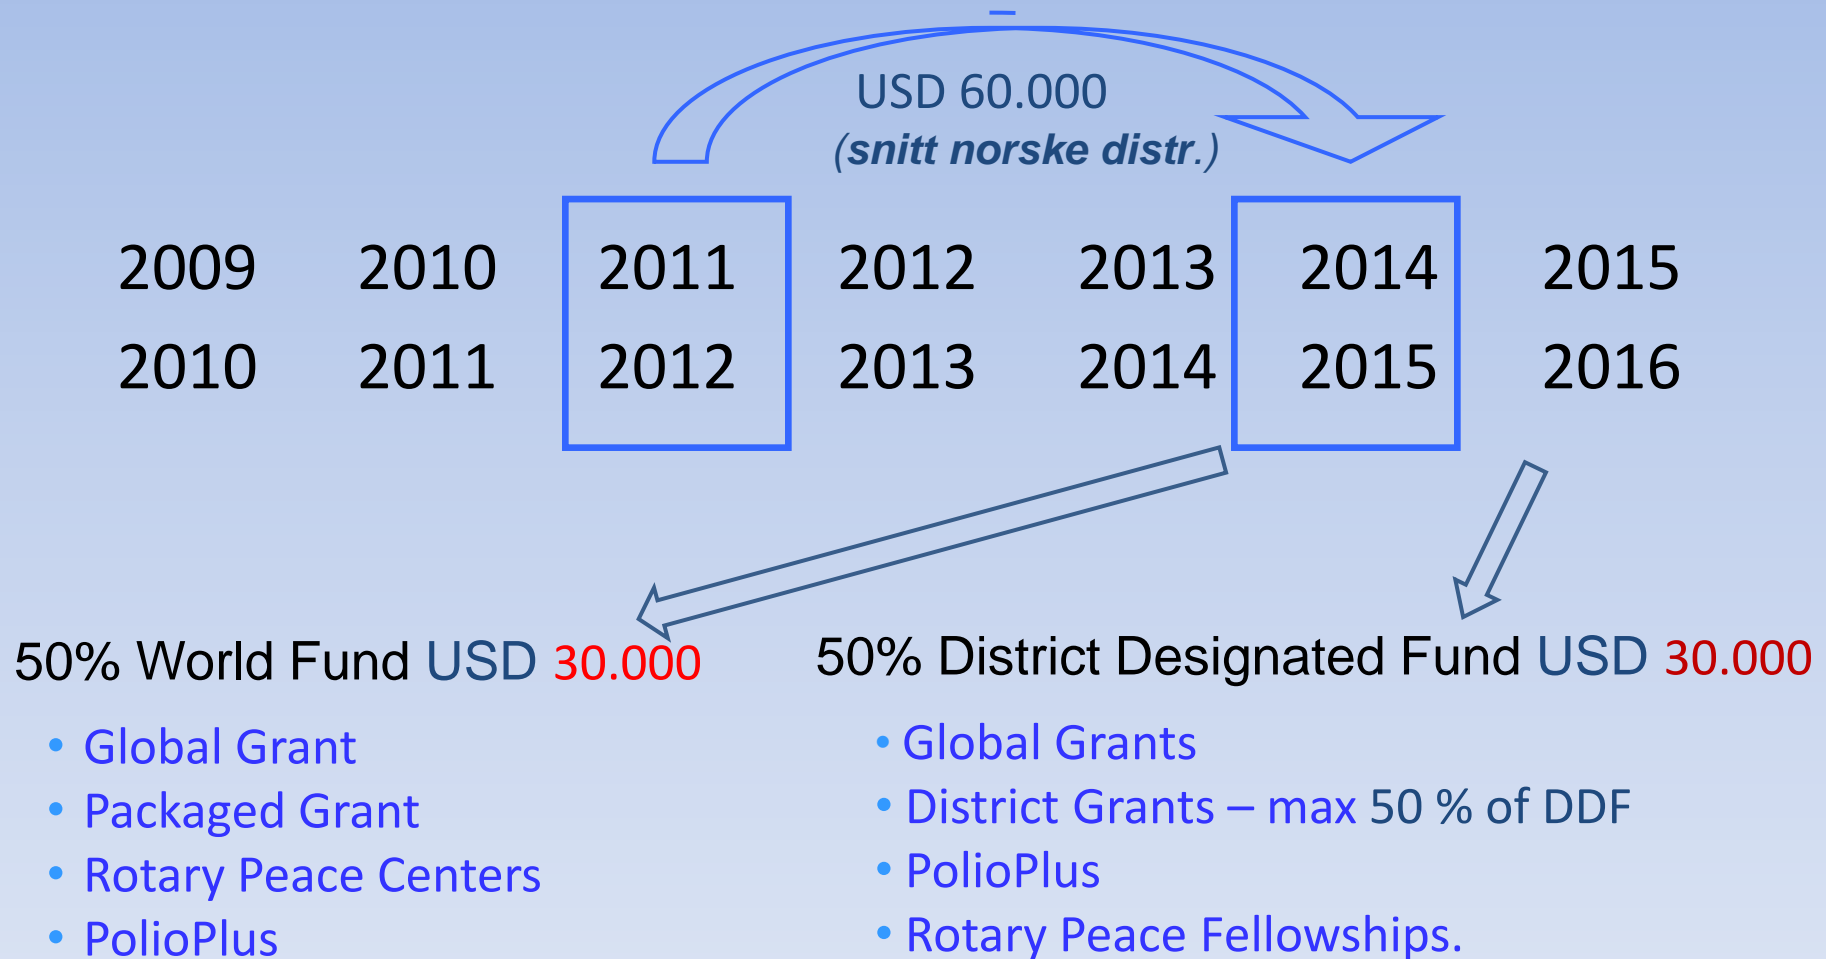 USD 60.000
(snitt norske distr.)
2009 2010 2011 2012 2013 2014 2015
2010 2011 2012 2013 2014 2015 2016
50% World Fund USD 30.000
• Global Grant
• Packaged Grant
• Rotary Peace Centers
• PolioPlus
50% District Designated Fund USD 30.000
• Global Grants
• District Grants – max 50 % of DDF
• PolioPlus
• Rotary Peace Fellowships.